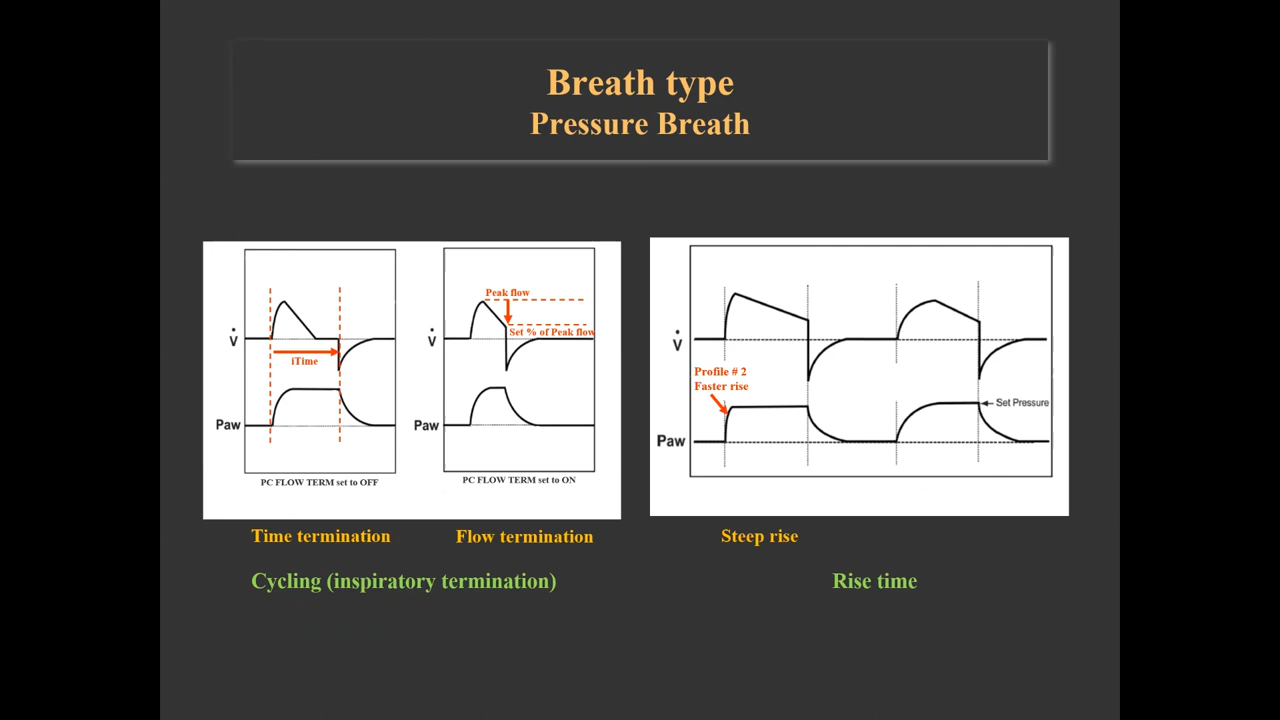 Breath type
Pressure Breath
Peak flow
Set % of Peak flow
V̇
iTime
Paw
PC FLOW TERM set to OFF
V̇
Paw
PC FLOW TERM set to ON
V̇
Profile # 2
Faster rise
Set Pressure
Paw
Time termination
Flow termination
Steep rise
Cycling (inspiratory termination)
Rise time